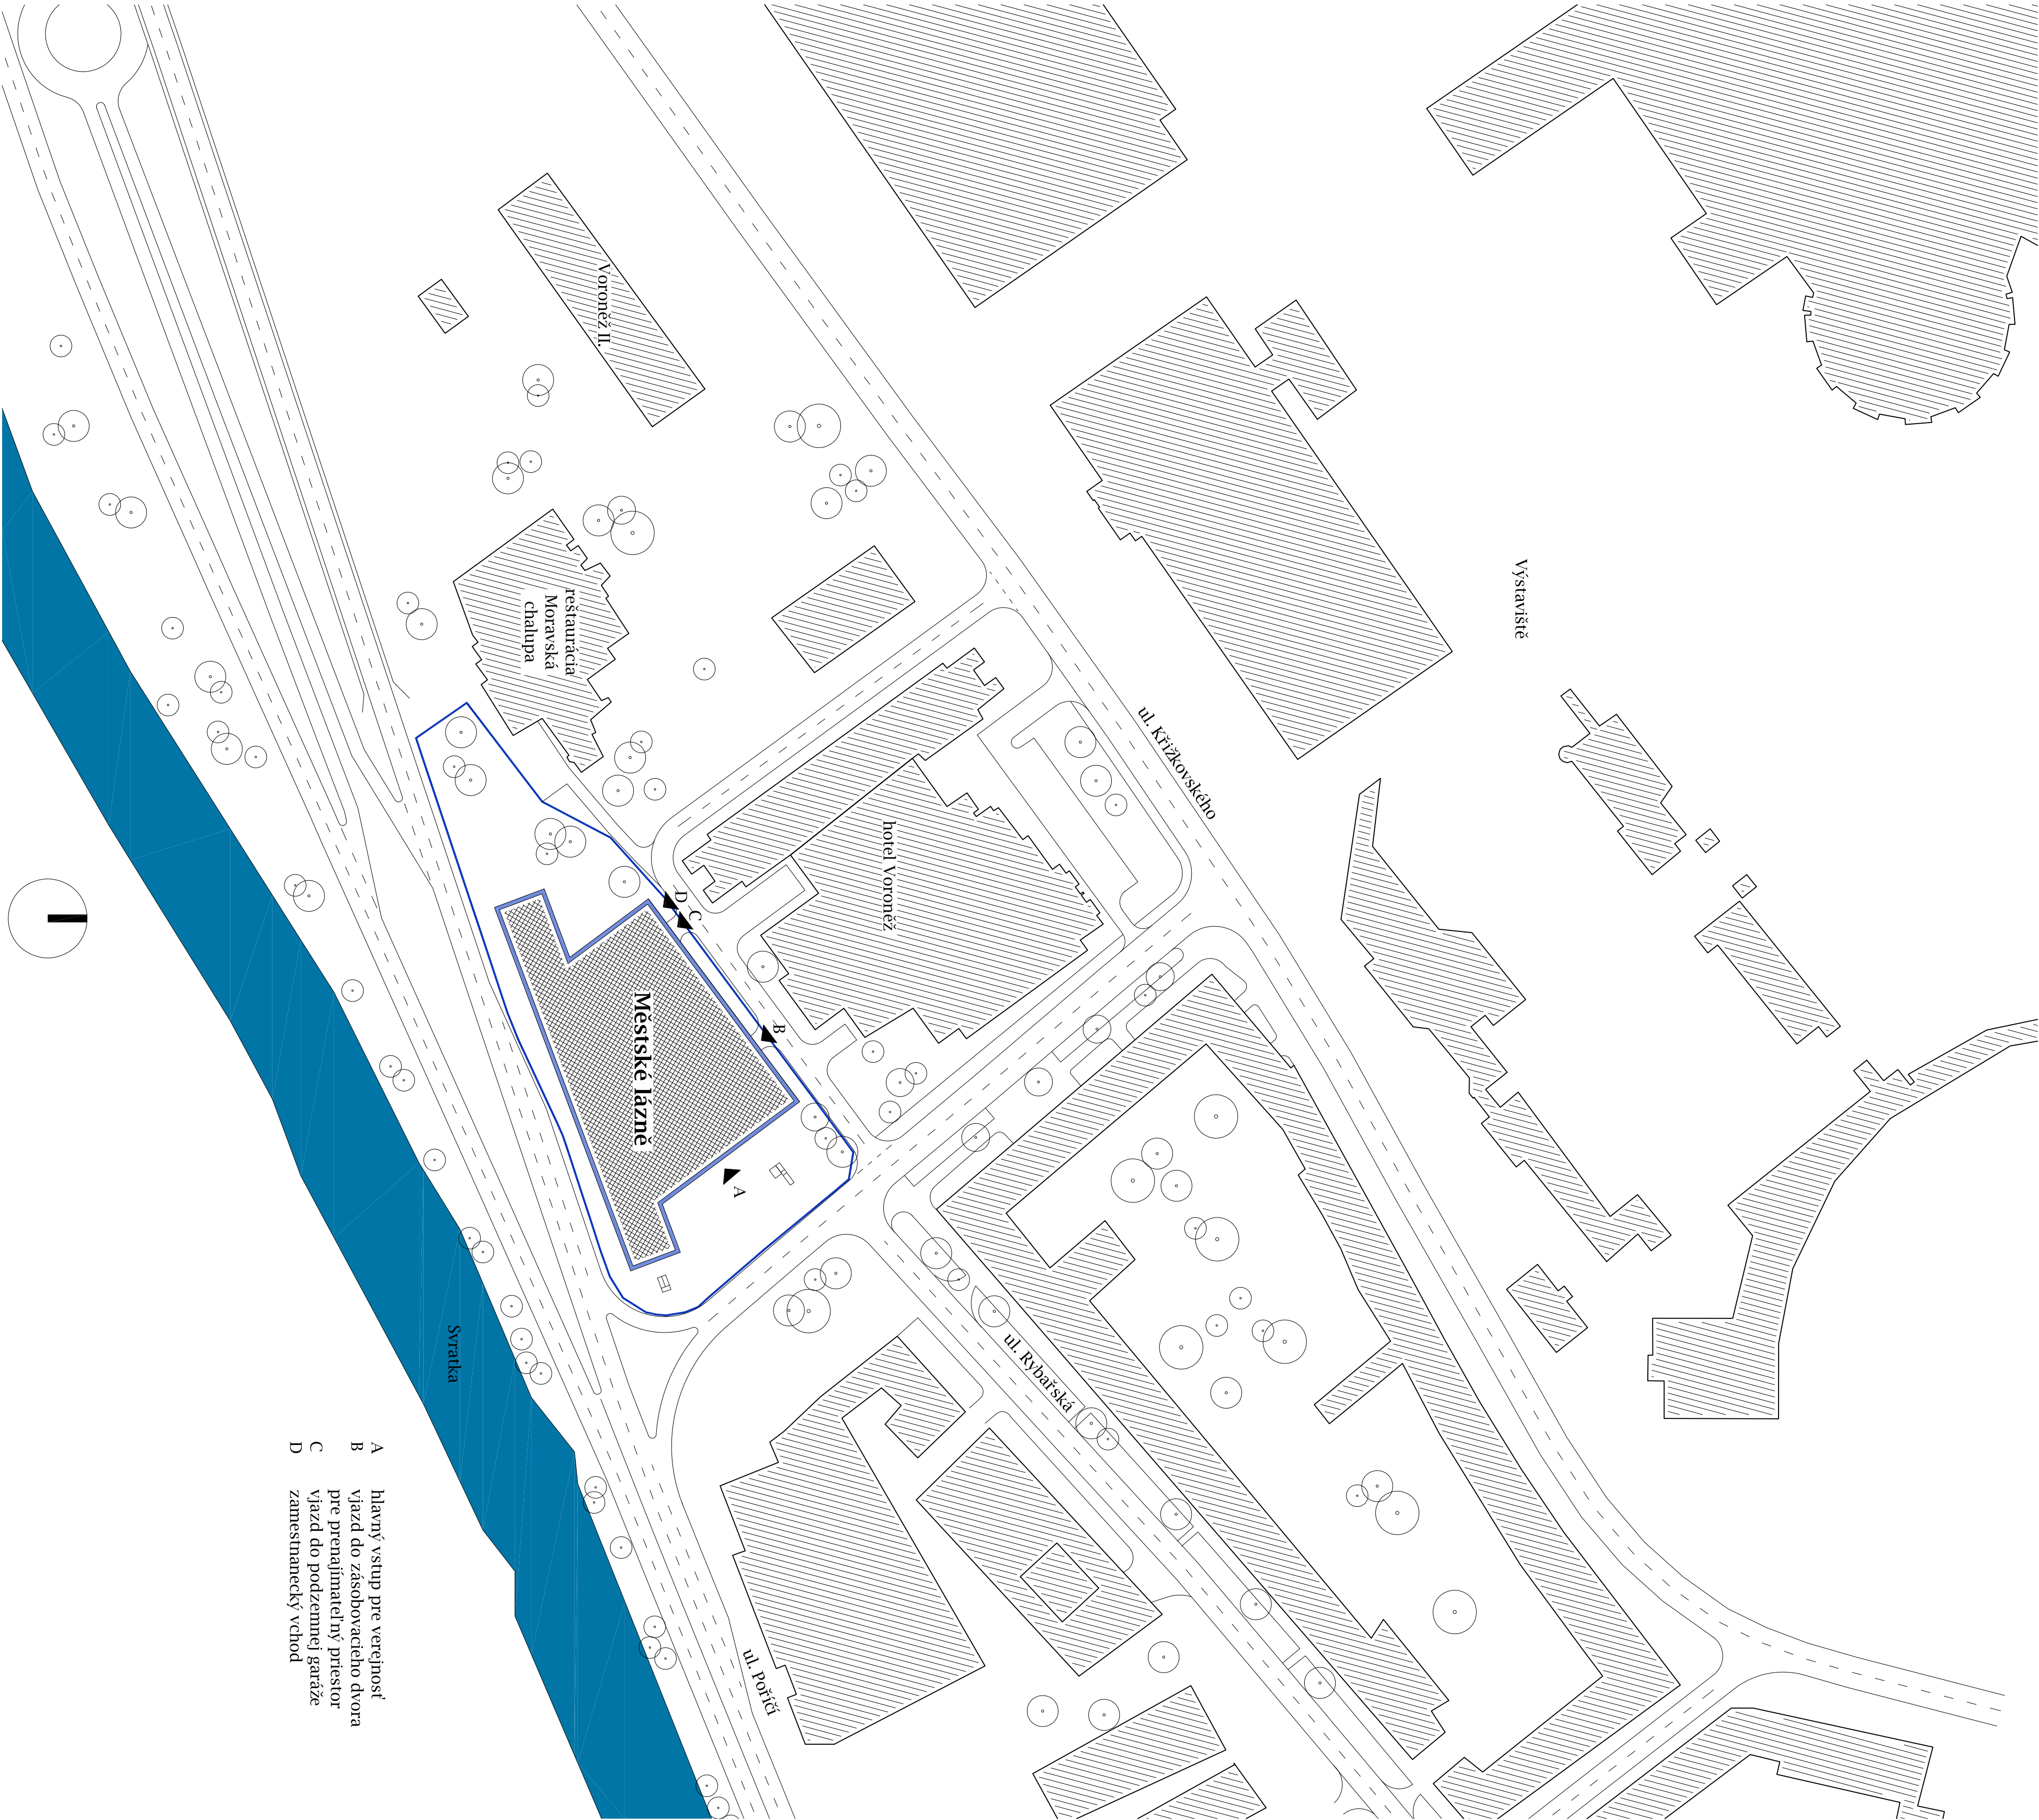 Voroněž II.
reštaurácia
Moravská
chalupa
Výstaviště
ul. Křižkovského
hotel Voroněž
D
C
B
Městské lázně
A
Svratka
ul. Rybařská
ul. Poříčí
A hlavný vstup pre verejnosť
B vjazd do zásobovacieho dvora
pre prenajímateľný priestor
C vjazd do podzemnej garáže
D zamestnanecký vchod